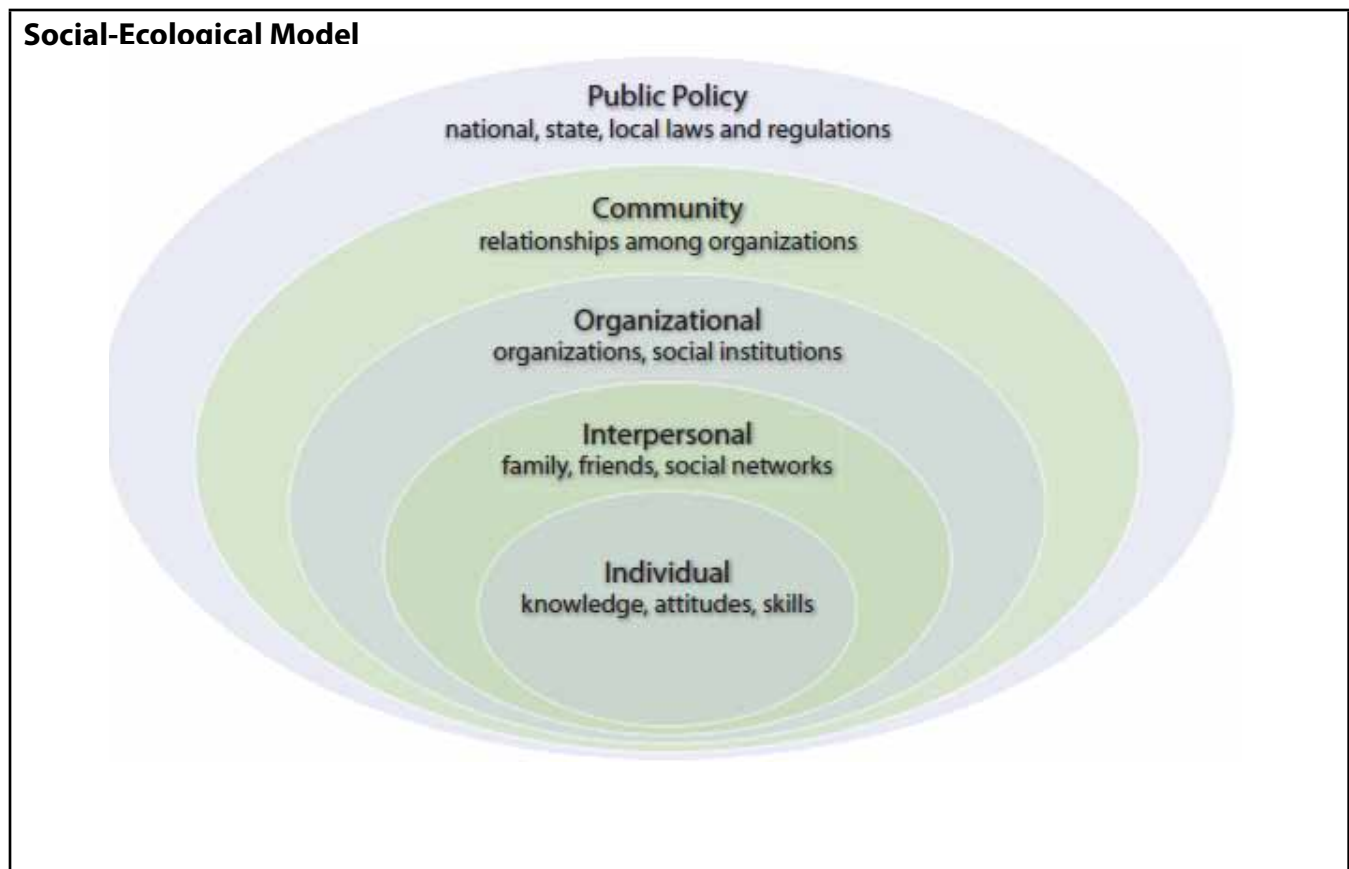 Social-Ecological Model
Public Policy
national, state, local laws and regulations
Community
relationships among organizations
Organizational
organizations, social institutions
Interpersonal
family, friends, social networks
Individual
knowledge, attitudes, skills